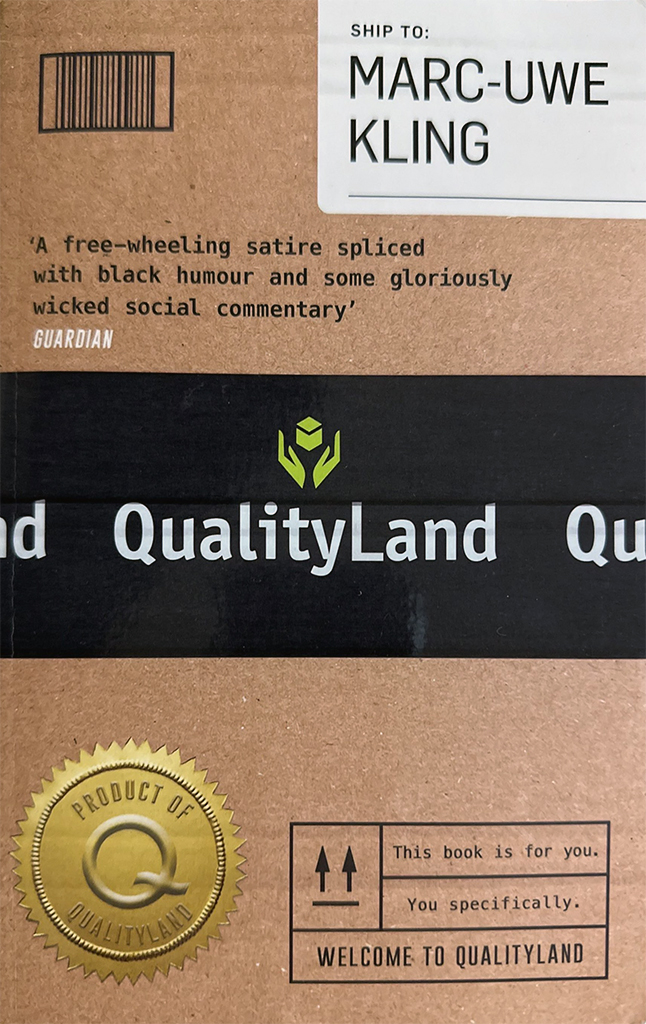 SHIP TO:
MARC-UWE
KLING
‘A free-wheeling satire spliced
with black humour and some gloriously
wicked social commentary’
GUARDIAN
nd QualityLand Qu
PRODUCT OF
Q
QUALITYLAND
This book is for you.
You specifically.
WELCOME TO QUALITYLAND